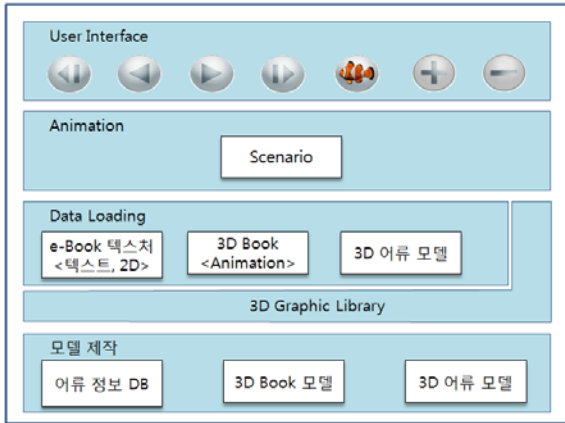 User Interface
Animation
Scenario
Data Loading
e-Book 텍스처
<텍스트, 2D>
3D Book
<Animation>
3D 어류 모델
3D Graphic Library
모델 제작
어류 정보 DB
3D Book 모델
3D 어류 모델